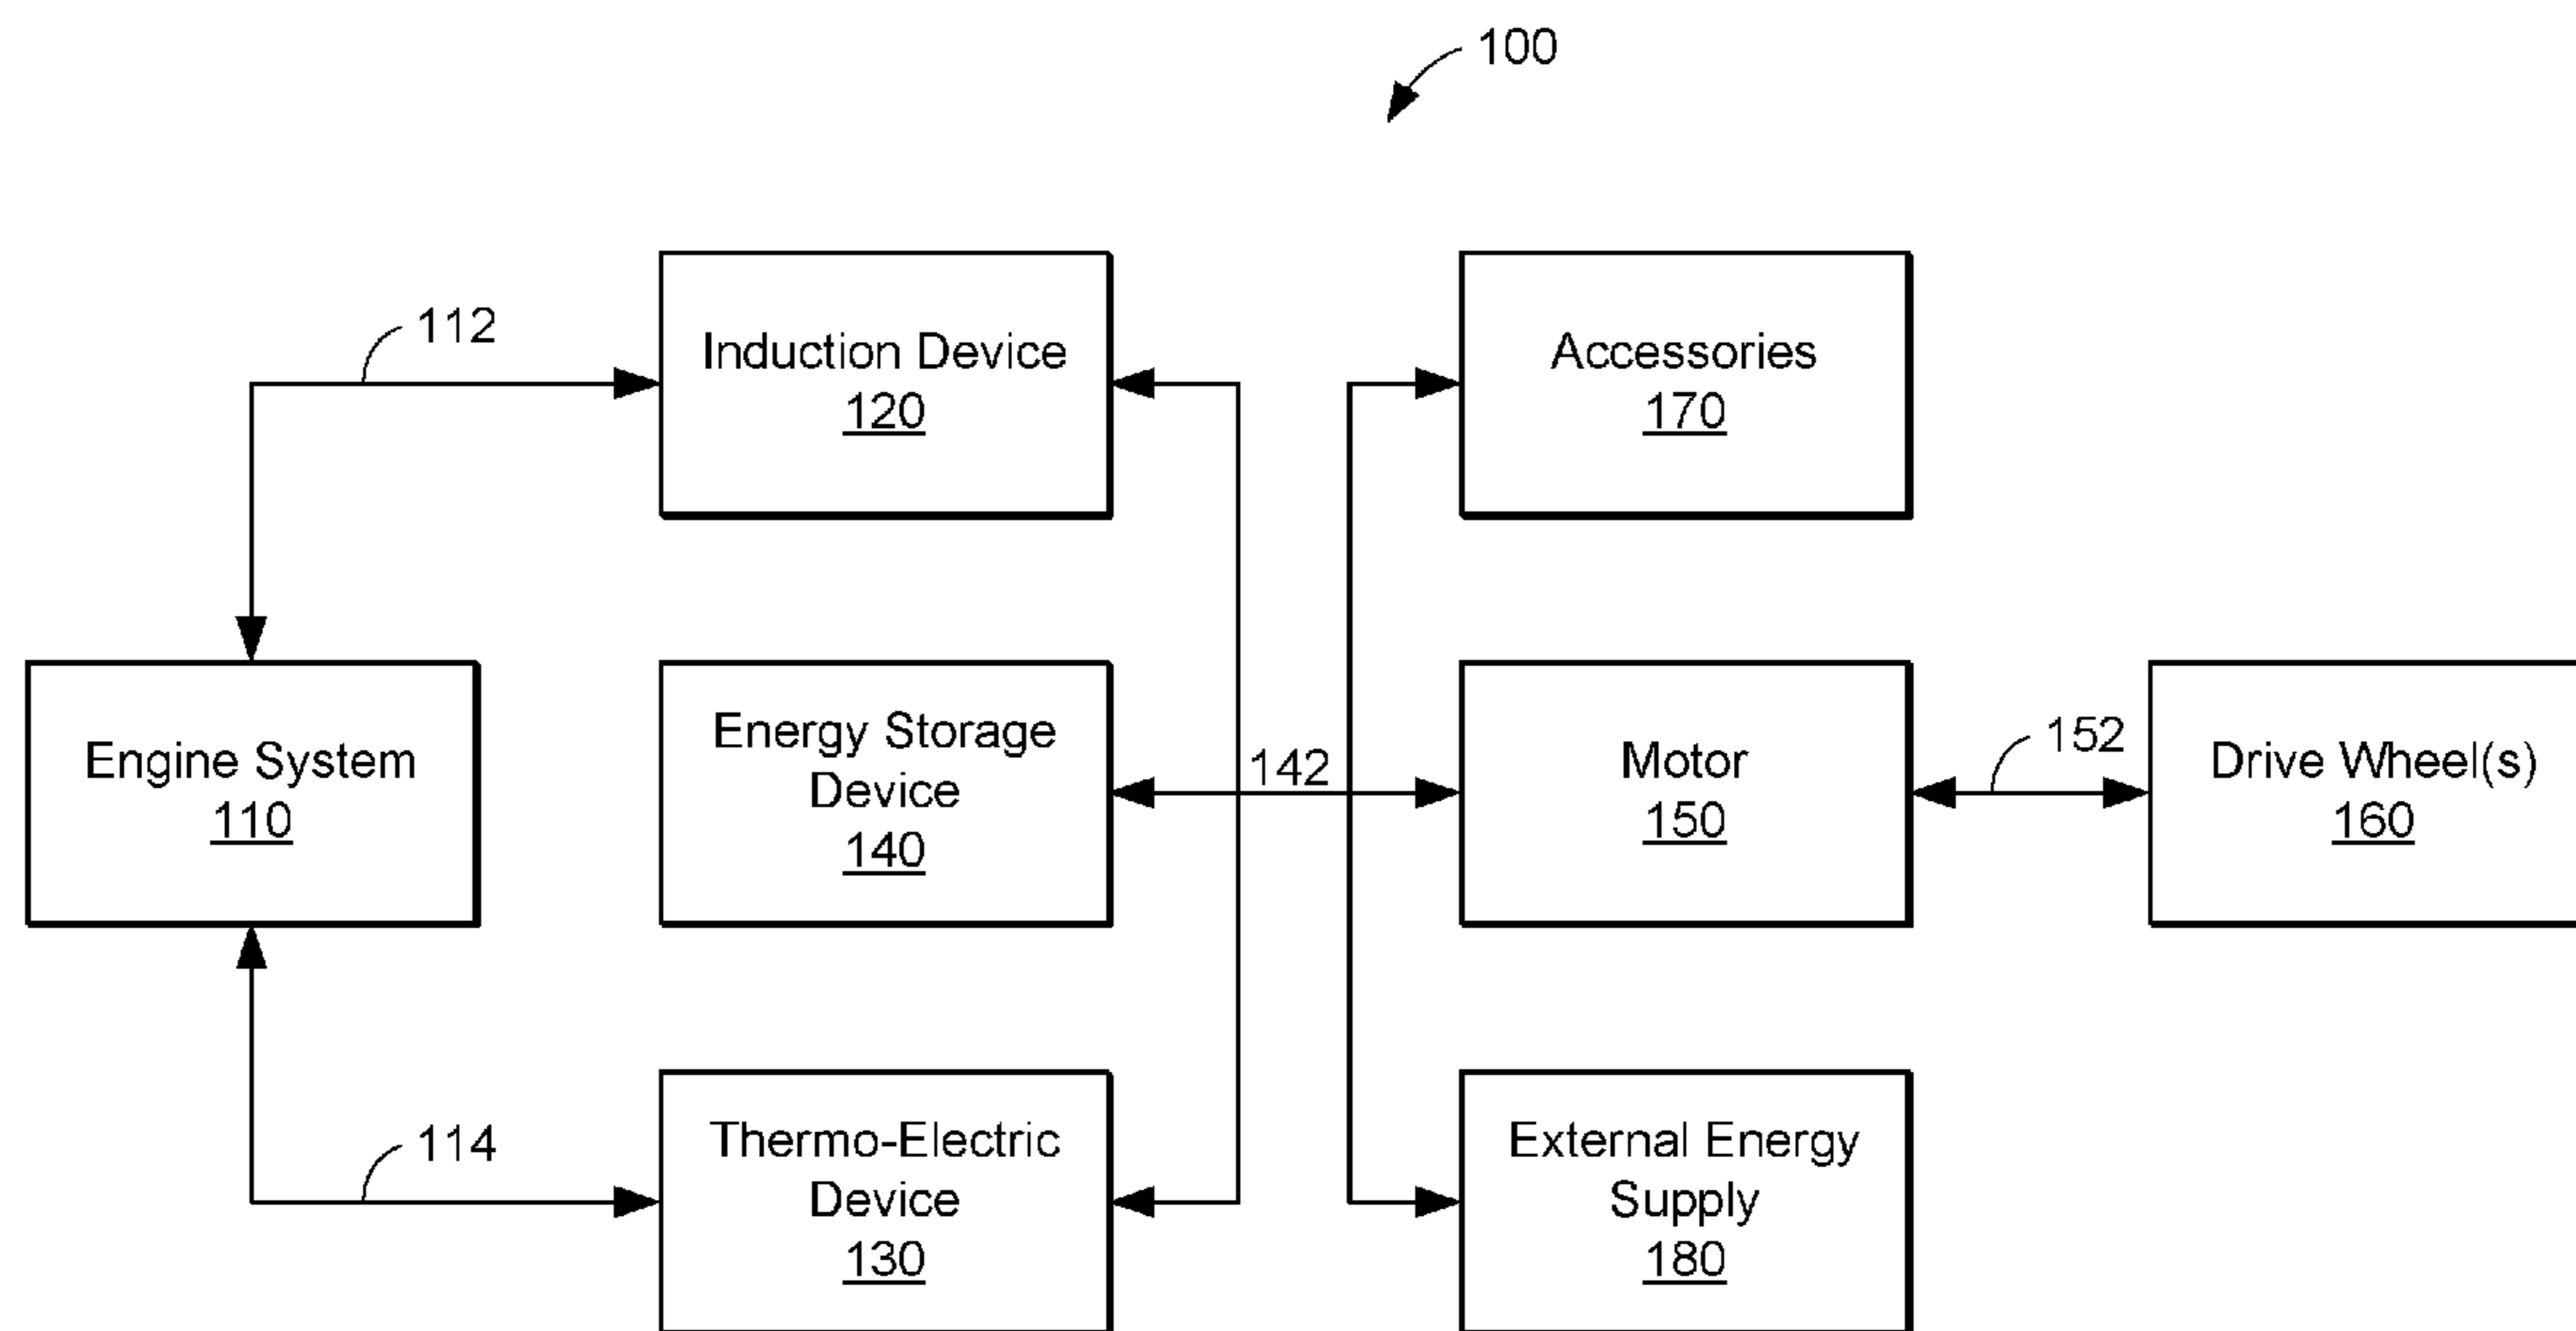 100
112
Induction Device
120
Accessories
170
Engine System
110
Energy Storage
Device
140
142
Motor
150
152
Drive Wheel(s)
160
114
Thermo-Electric
Device
130
External Energy
Supply
180